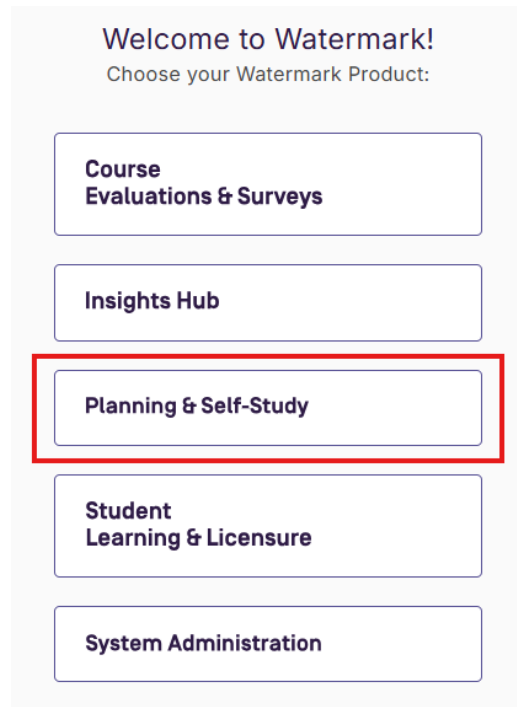 Welcome to Watermark!
Choose your Watermark Product:
Course
Evaluations & Surveys
Insights Hub
Planning & Self-Study
Student
Learning & Licensure
System Administration